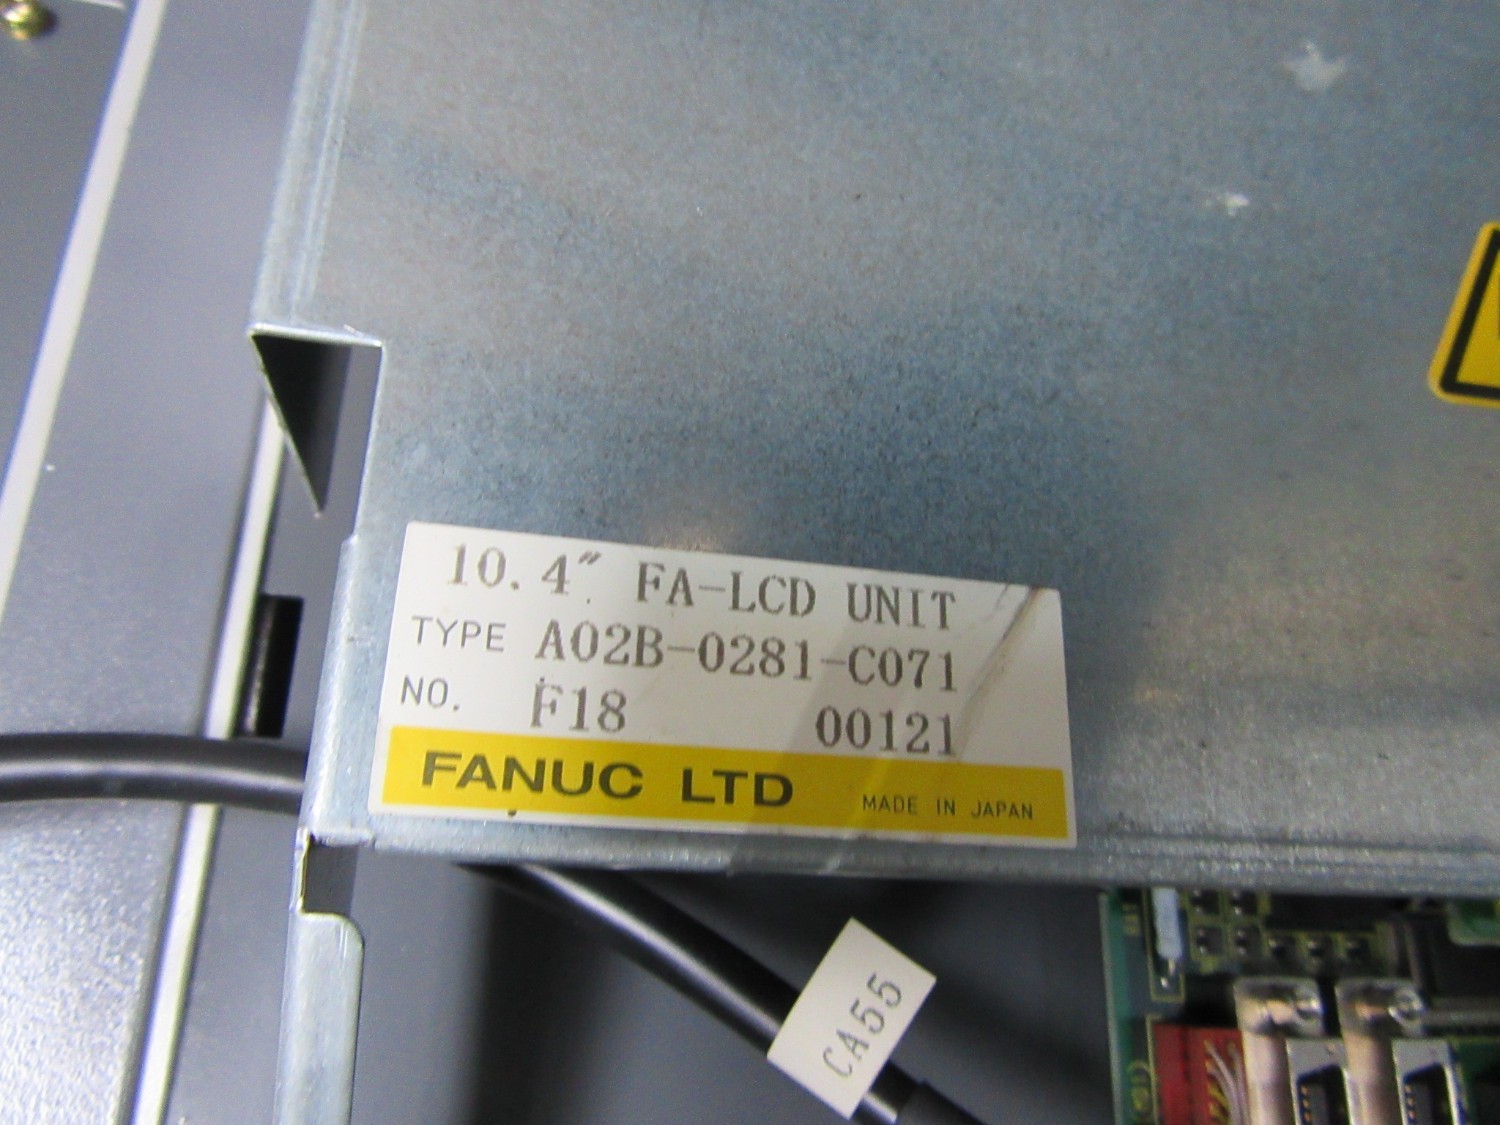 10.4" FA-LCD UNIT
TYPE A02B-0281-C071
NO. F18 00121
FANUC LTD MADE IN JAPAN
CA55